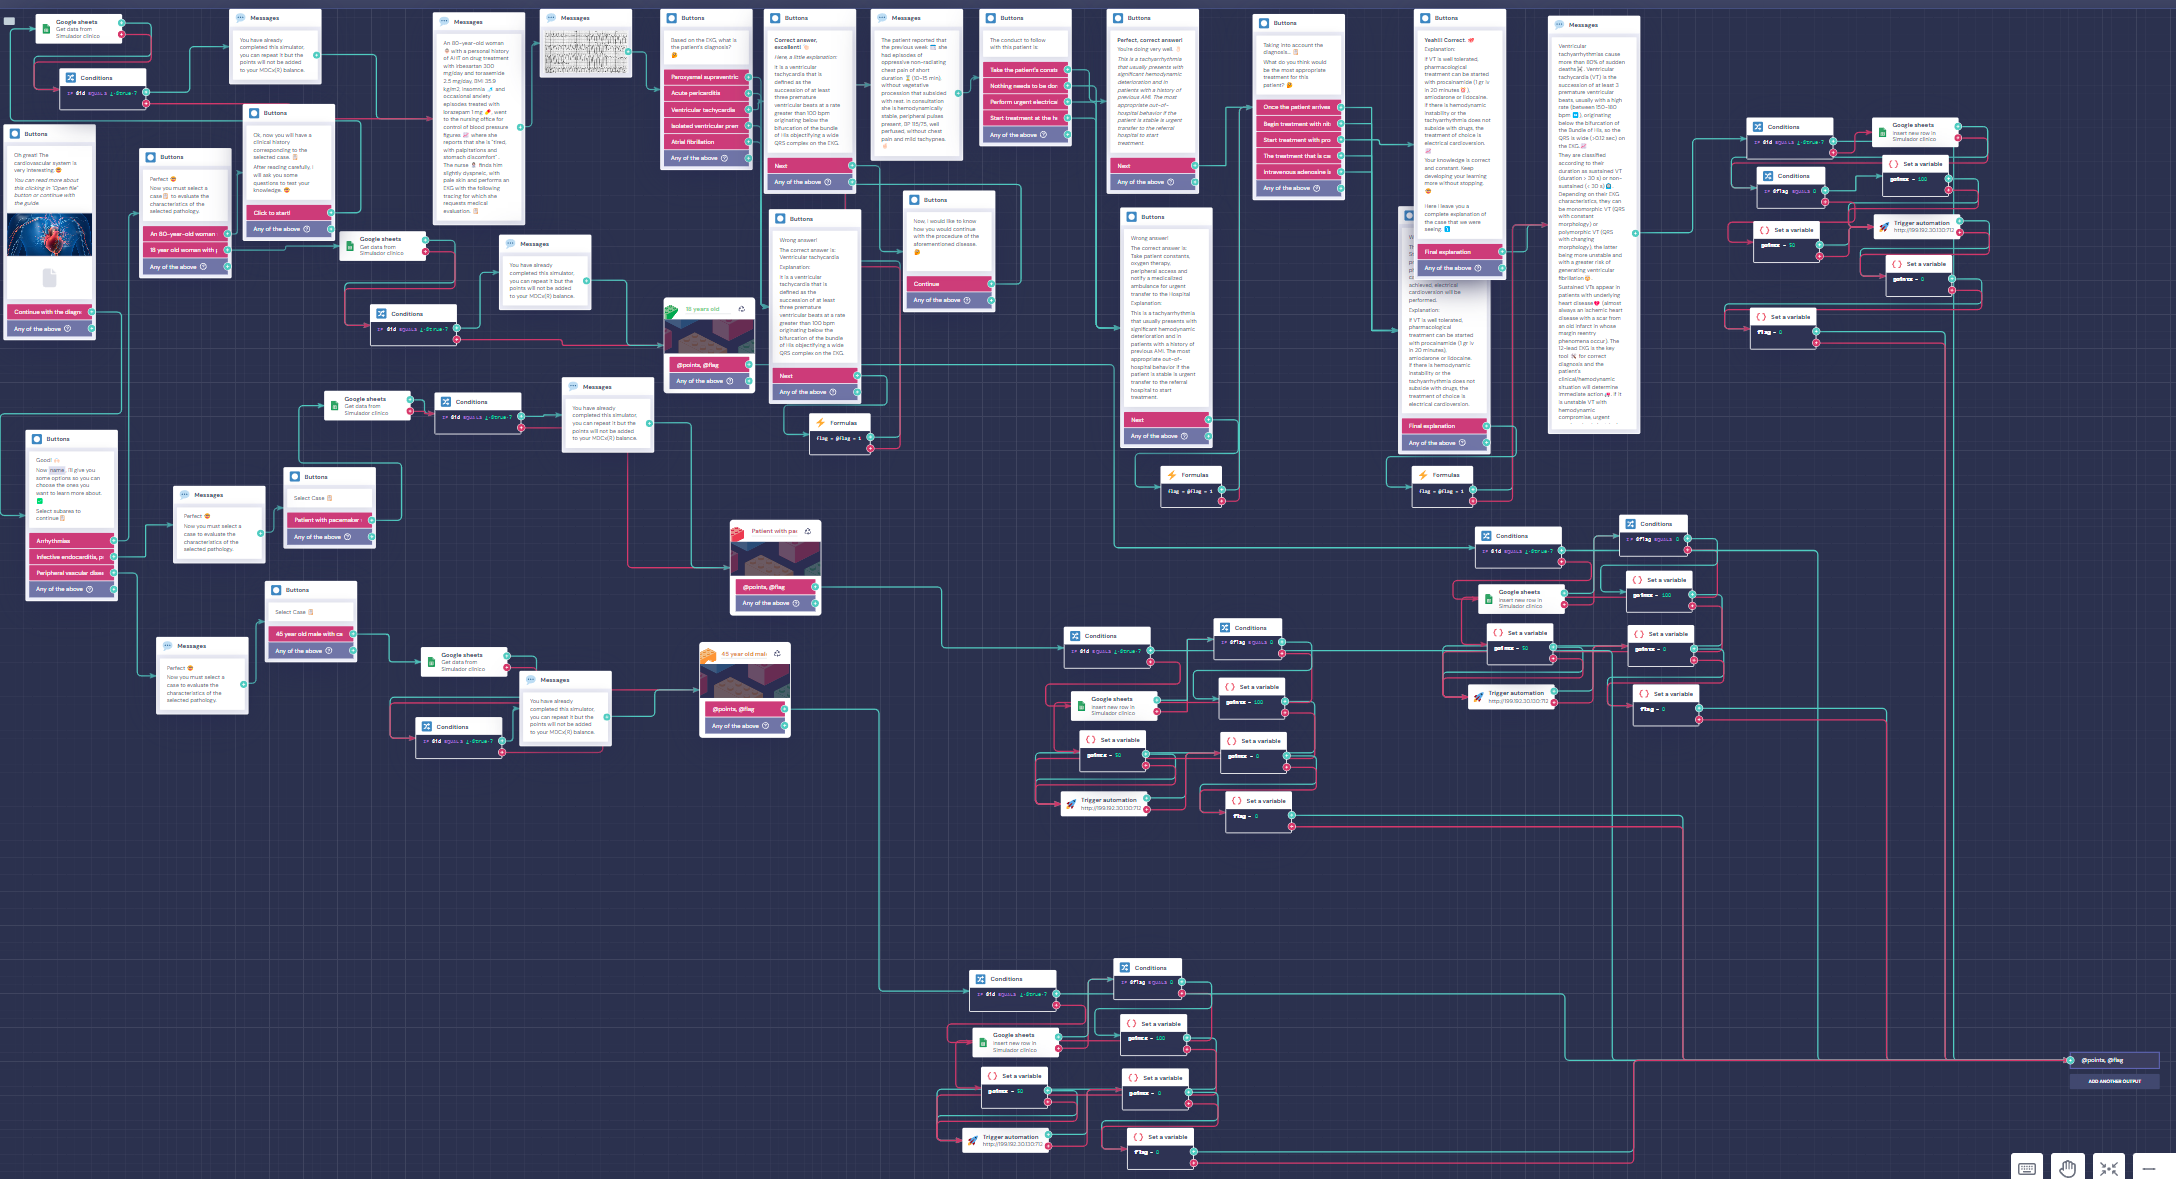 Google sheets
Get data from
Simulador clinico
Conditions
Messages
You have already
completed this simulator,
you can repeat it but the
points will not be added
to your MDCx(R) balance.
Buttons
Oh great! The
cardiovascular system is
very interesting.
You can read more about
this clicking in "Open file"
button or continue with
the guide.
Continue with the diagn
Any of the above
Buttons
Perfect
Now you must select a
case to evaluate the
characteristics of the
selected pathology.
An 80-year-old woman
18 year old women with
Any of the above
Buttons
Ok, now you will have a
clinical history
corresponding to the
selected case.
After reading carefully, I
will ask you some
questions to test your
knowledge.
Click to start!
Any of the above
Messages
An 80-year-old woman
with a personal history
of AHT on drug treatment
with Irbesartan 300
mg/day and torasemide
2.5 mg/day, BMI 35.9
kg/m2, insomnia and
occasional anxiety
episodes treated with
lorazepam 1 mg, went
to the nursing office for
control of blood pressure
figures where she
reports that she is "tired,
with palpitations and
stomach discomfort".
The nurse finds him
slightly dyspneic, with
pale skin and performs an
EKG with the following
tracing for which she
requests medical
evaluation.
Messages
Buttons
Based on the EKG, what is
the patient's diagnosis?
Paroxysmal supraventric
Acute pericarditis
Ventricular tachycardia
Isolated ventricular prem
Atrial fibrillation
Any of the above
Buttons
Correct answer,
excellent!
Here a little explanation:
It is a ventricular
tachycardia that is
defined as the
succession of at least
three premature
ventricular beats at a rate
greater than 100 bpm
originating below the
bifurcation of the bundle
of His objectifying a wide
QRS complex on the EKG.
Next
Any of the above
Messages
The patient reported that
the previous week she
had episodes of
oppressive non-radiating
chest pain of short
duration (10-15 min),
without vegetative
procession that subsided
with rest. In consultation
she is hemodynamically
stable, peripheral pulses
present, BP 115/75, well
perfused, without chest
pain and mild tachypnea.
Buttons
The conduct to follow
with this patient is:
Take the patient's consta
Nothing needs to be don
Perform urgent electrical
Start treatment at the he
Any of the above
Buttons
Perfect, correct answer!
You're doing very well.
This is a tachyarrhythmia
that usually presents with
significant hemodynamic
deterioration and in
patients with a history of
previous AMI. The most
appropriate out-of-
hospital behavior if the
patient is stable is urgent
transfer to the referral
hospital to start
treatment.
Next
Any of the above
Buttons
Taking into account the
diagnosis...
What do you think would
be the most appropriate
treatment for this
patient?
Once the patient arrives
Begin treatment with nitr
Start treatment with pro
The treatment that is ca
Intravenous adenosine is
Any of the above
Buttons
Yeah!! Correct.
Explanation:
If VT is well tolerated,
pharmacological
treatment can be started
with procainamide (1 gr iv
in 20 minutes),
amiodarone or lidocaine.
If there is hemodynamic
instability or the
tachyarrhythmia does not
subside with drugs, the
treatment of choice is
electrical cardioversion.
Your knowledge is correct
and constant. Keep
developing your learning
more without stopping.
Here I leave you a
complete explanation of
the case that we were
seeing.
Final explanation
Any of the above
Messages
Ventricular
tachyarrhythmias cause
more than 80% of sudden
deaths. Ventricular
tachycardia (VT) is the
succession of at least 3
premature ventricular
beats, usually with a high
rate (between 150-180
bpm), originating
below the bifurcation of
the Bundle of His, so the
QRS is wide (>0.12 sec) on
the EKG.
They are classified
according to their
duration as sustained VT
(duration > 30 s) or non-
sustained (< 30 s).
Depending on their EKG
characteristics, they can
be monomorphic VT (QRS
with constant
morphology) or
polymorphic VT (QRS
with changing
morphology), the latter
being more unstable and
with a greater risk of
generating ventricular
fibrillation.
Sustained VTs appear in
patients with underlying
heart disease (almost
always an ischemic heart
disease with a scar from
an old infarct in whose
margin reentry
phenomena occur). The
12-lead EKG is the key
tool for correct
diagnosis and the
patient's
clinical/hemodynamic
situation will determine
immediate action. If it
is unstable VT with
hemodynamic
compromise, urgent
Conditions
Google sheets
Insert new row in
Simulador clinico
Conditions
Set a variable
Set a variable
Trigger automation
Set a variable
Set a variable
flag = 0
Google sheets
Get data from
Simulador clinico
Messages
You have already
completed this simulator,
you can repeat it but the
points will not be added
to your MDCx(R) balance.
Conditions
18 years old
@points, @flag
Any of the above
Buttons
Wrong answer!
The correct answer is:
Ventricular tachycardia
Explanation:
It is a ventricular
tachycardia that is
defined as the
succession of at least
three premature
ventricular beats at a rate
greater than 100 bpm
originating below the
bifurcation of the bundle
of His objectifying a wide
QRS complex on the EKG.
Next
Any of the above
Formulas
flag = @flag + 1
Buttons
Now, I would like to know
how you would continue
with the procedure of the
aforementioned disease.
Continue
Any of the above
Buttons
Wrong answer!
The correct answer is:
Take patient constants,
oxygen therapy,
peripheral access and
notify a medicalized
ambulance for urgent
transfer to the Hospital
Explanation:
This is a tachyarrhythmia
that usually presents with
significant hemodynamic
deterioration and in
patients with a history of
previous AMI. The most
appropriate out-of-
hospital behavior if the
patient is stable is urgent
transfer to the referral
hospital to start
treatment.
Next
Any of the above
Formulas
flag = @flag + 1
achieved, electrical
cardioversion will be
performed.
Explanation:
If VT is well tolerated,
pharmacological
treatment can be started
with procainamide (1 gr iv
in 20 minutes),
amiodarone or lidocaine.
If there is hemodynamic
instability or the
tachyarrhythmia does not
subside with drugs, the
treatment of choice is
electrical cardioversion.
Final explanation
Any of the above
Formulas
flag = @flag + 1
Buttons
Good!
Now name, I'll give you
some options so you can
choose the ones you
want to learn more about.
Select subarea to
continue
Arrhythmias
Infective endocarditis, p
Peripheral vascular disea
Any of the above
Messages
Perfect
Now you must select a
case to evaluate the
characteristics of the
selected pathology.
Buttons
Select Case
Patient with pacemaker
Any of the above
Google sheets
Get data from
Simulador clinico
Conditions
Messages
You have already
completed this simulator,
you can repeat it but the
points will not be added
to your MDCx(R) balance.
Patient with pa
@points, @flag
Any of the above
Messages
Perfect
Now you must select a
case to evaluate the
characteristics of the
selected pathology.
Buttons
Select Case
45 year old male with ca
Any of the above
Google sheets
Get data from
Simulador clinico
Conditions
Messages
You have already
completed this simulator,
you can repeat it but the
points will not be added
to your MDCx(R) balance.
45 year old mal
@points, @flag
Any of the above
Conditions
Conditions
Google sheets
Insert new row in
Simulador clinico
Set a variable
Set a variable
Set a variable
Trigger automation
Set a variable
flag = 0
Conditions
Conditions
Google sheets
Insert new row in
Simulador clinico
Set a variable
Set a variable
Set a variable
Trigger automation
Set a variable
flag = 0
Conditions
Conditions
Google sheets
Insert new row in
Simulador clinico
Set a variable
Set a variable
Set a variable
Trigger automation
Set a variable
flag = 0
@points, @flag
ADD ANOTHER OUTPUT